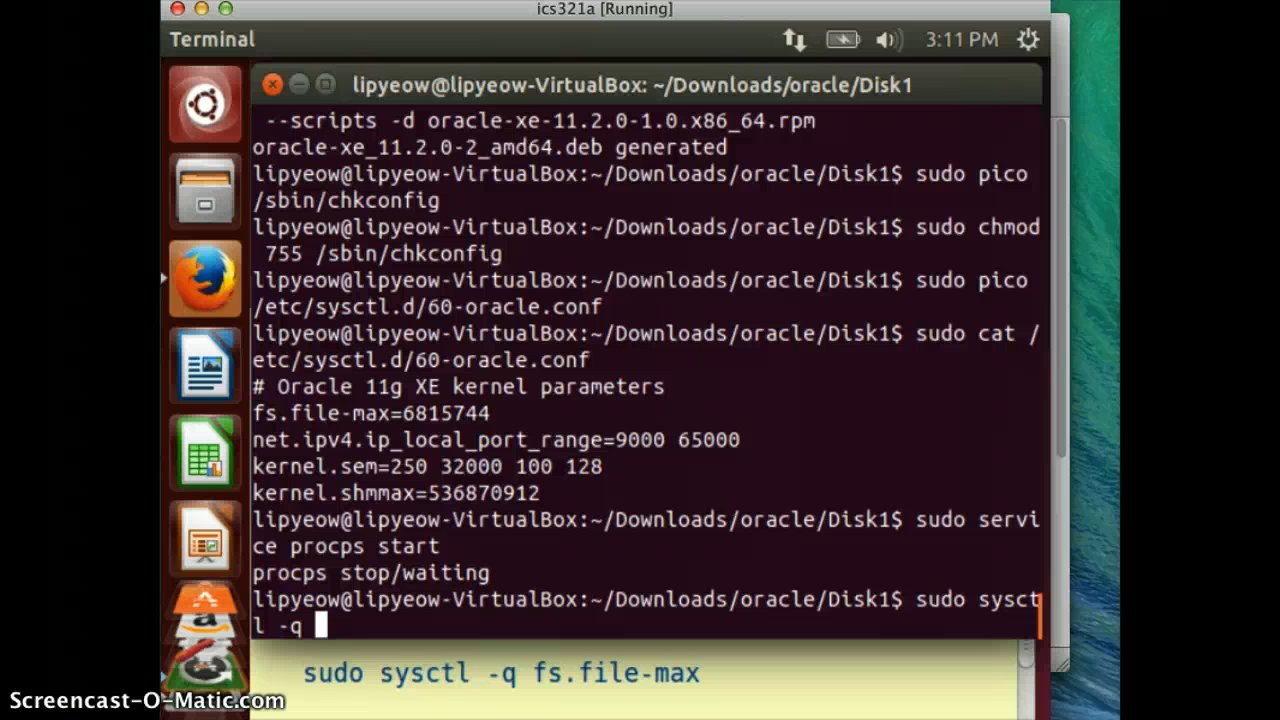 ics321a [Running]
Terminal
3:11 PM
lipyeow@lipyeow-VirtualBox: ~/Downloads/oracle/Disk1
--scripts -d oracle-xe-11.2.0-1.0.x86_64.rpm
oracle-xe_11.2.0-2_amd64.deb generated
lipyeow@lipyeow-VirtualBox:~/Downloads/oracle/Disk1$ sudo pico
/sbin/chkconfig
lipyeow@lipyeow-VirtualBox:~/Downloads/oracle/Disk1$ sudo chmod
755 /sbin/chkconfig
lipyeow@lipyeow-VirtualBox:~/Downloads/oracle/Disk1$ sudo pico
/etc/sysctl.d/60-oracle.conf
lipyeow@lipyeow-VirtualBox:~/Downloads/oracle/Disk1$ sudo cat /
etc/sysctl.d/60-oracle.conf
# Oracle 11g XE kernel parameters
fs.file-max=6815744
net.ipv4.ip_local_port_range=9000 65000
kernel.sem=250 32000 100 128
kernel.shmmax=536870912
lipyeow@lipyeow-VirtualBox:~/Downloads/oracle/Disk1$ sudo servi
ce procps start
procps stop/waiting
lipyeow@lipyeow-VirtualBox:~/Downloads/oracle/Disk1$ sudo sysct
l -q
sudo sysctl -q fs.file-max
Screencast-O-Matic.com